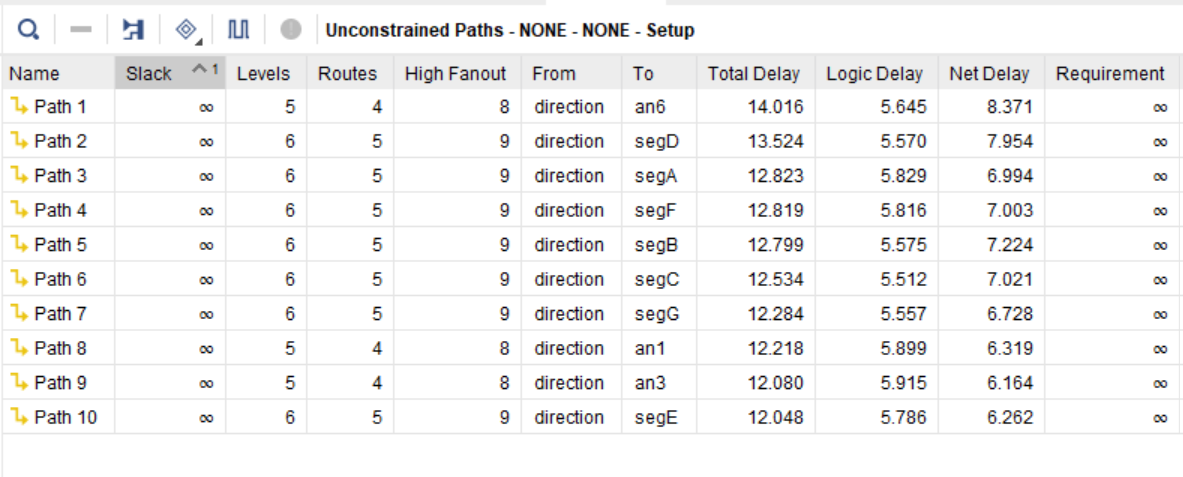 Unconstrained Paths - NONE - NONE - Setup
Name Slack ^1 Levels Routes High Fanout From To Total Delay Logic Delay Net Delay Requirement
Path 1 ∞ 5 4 8 direction an6 14.016 5.645 8.371 ∞
Path 2 ∞ 6 5 9 direction segD 13.524 5.570 7.954 ∞
Path 3 ∞ 6 5 9 direction segA 12.823 5.829 6.994 ∞
Path 4 ∞ 6 5 9 direction segF 12.819 5.816 7.003 ∞
Path 5 ∞ 6 5 9 direction segB 12.799 5.575 7.224 ∞
Path 6 ∞ 6 5 9 direction segC 12.534 5.512 7.021 ∞
Path 7 ∞ 6 5 9 direction segG 12.284 5.557 6.728 ∞
Path 8 ∞ 5 4 8 direction an1 12.218 5.899 6.319 ∞
Path 9 ∞ 5 4 8 direction an3 12.080 5.915 6.164 ∞
Path 10 ∞ 6 5 9 direction segE 12.048 5.786 6.262 ∞